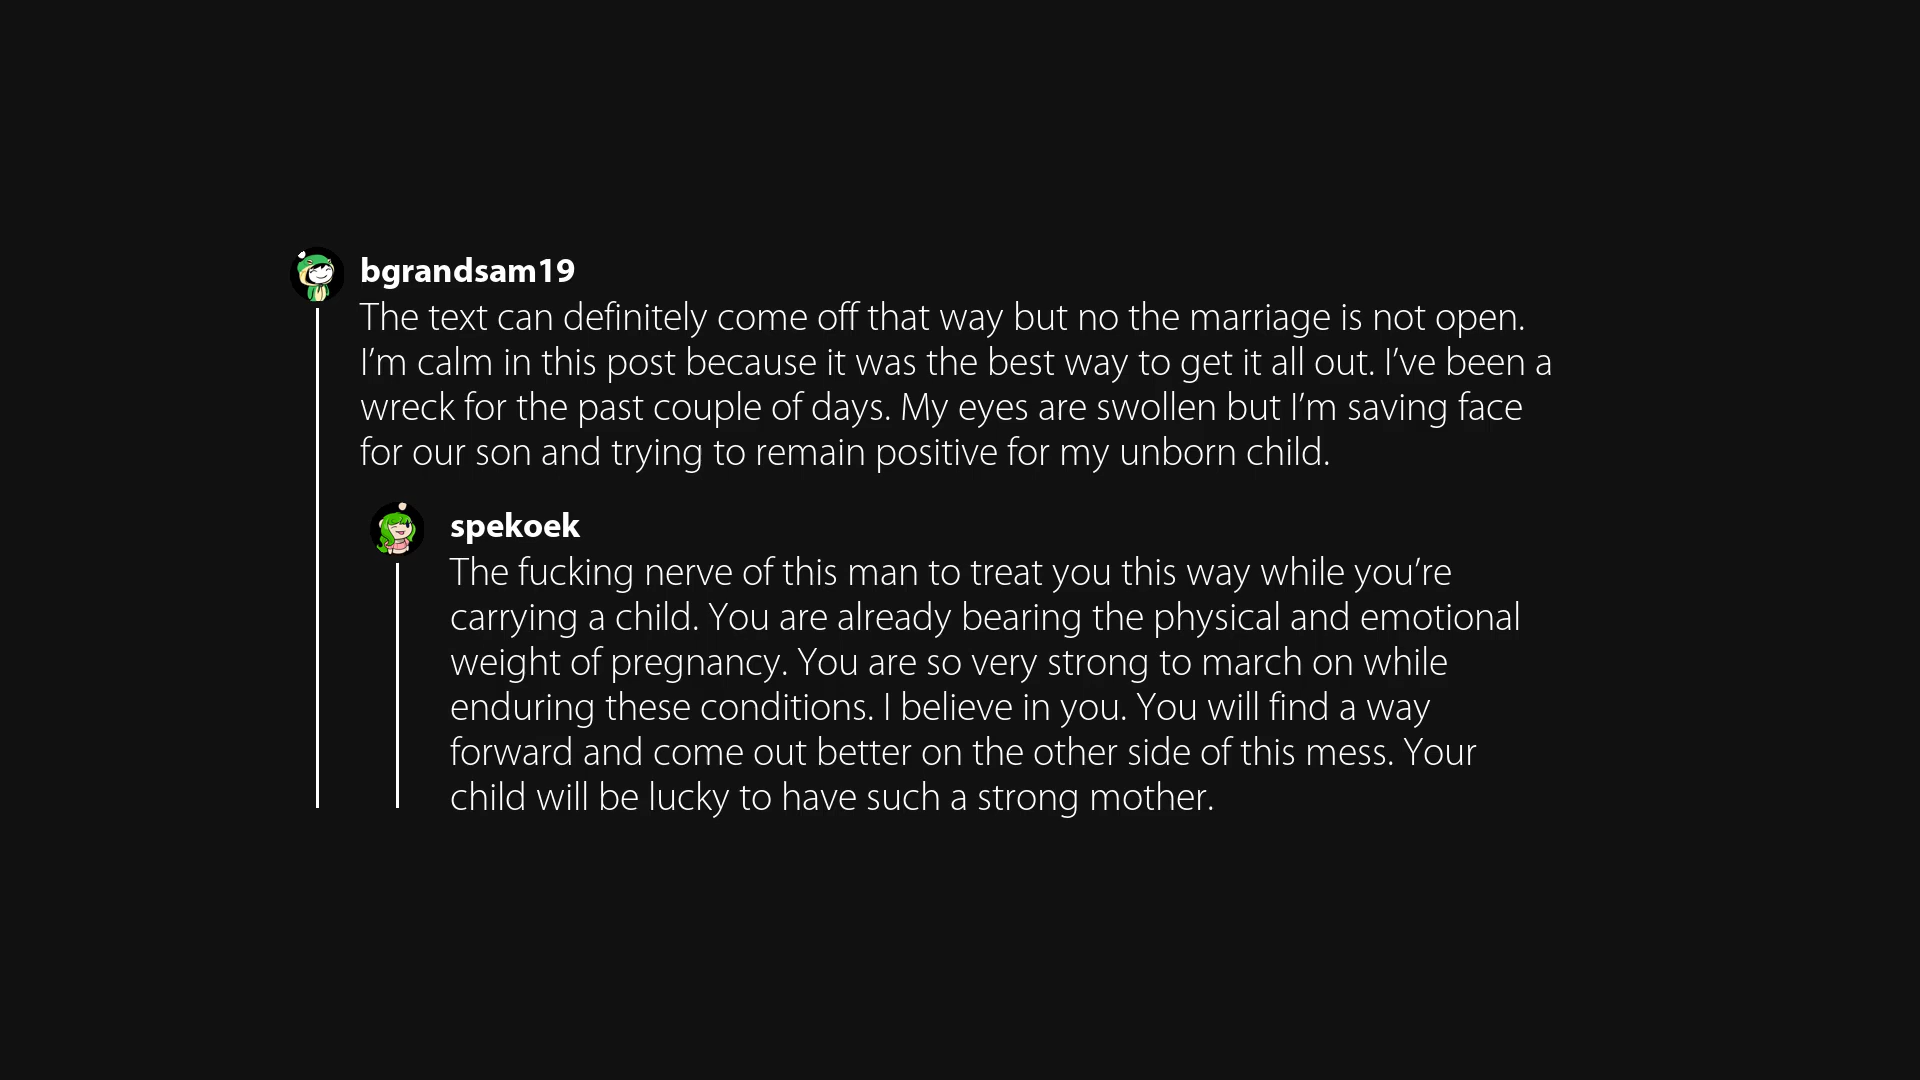 bgrandsam19
The text can definitely come off that way but no the marriage is not open.
I’m calm in this post because it was the best way to get it all out. I’ve been a
wreck for the past couple of days. My eyes are swollen but I’m saving face
for our son and trying to remain positive for my unborn child.
spekoek
The fucking nerve of this man to treat you this way while you’re
carrying a child. You are already bearing the physical and emotional
weight of pregnancy. You are so very strong to march on while
enduring these conditions. I believe in you. You will find a way
forward and come out better on the other side of this mess. Your
child will be lucky to have such a strong mother.